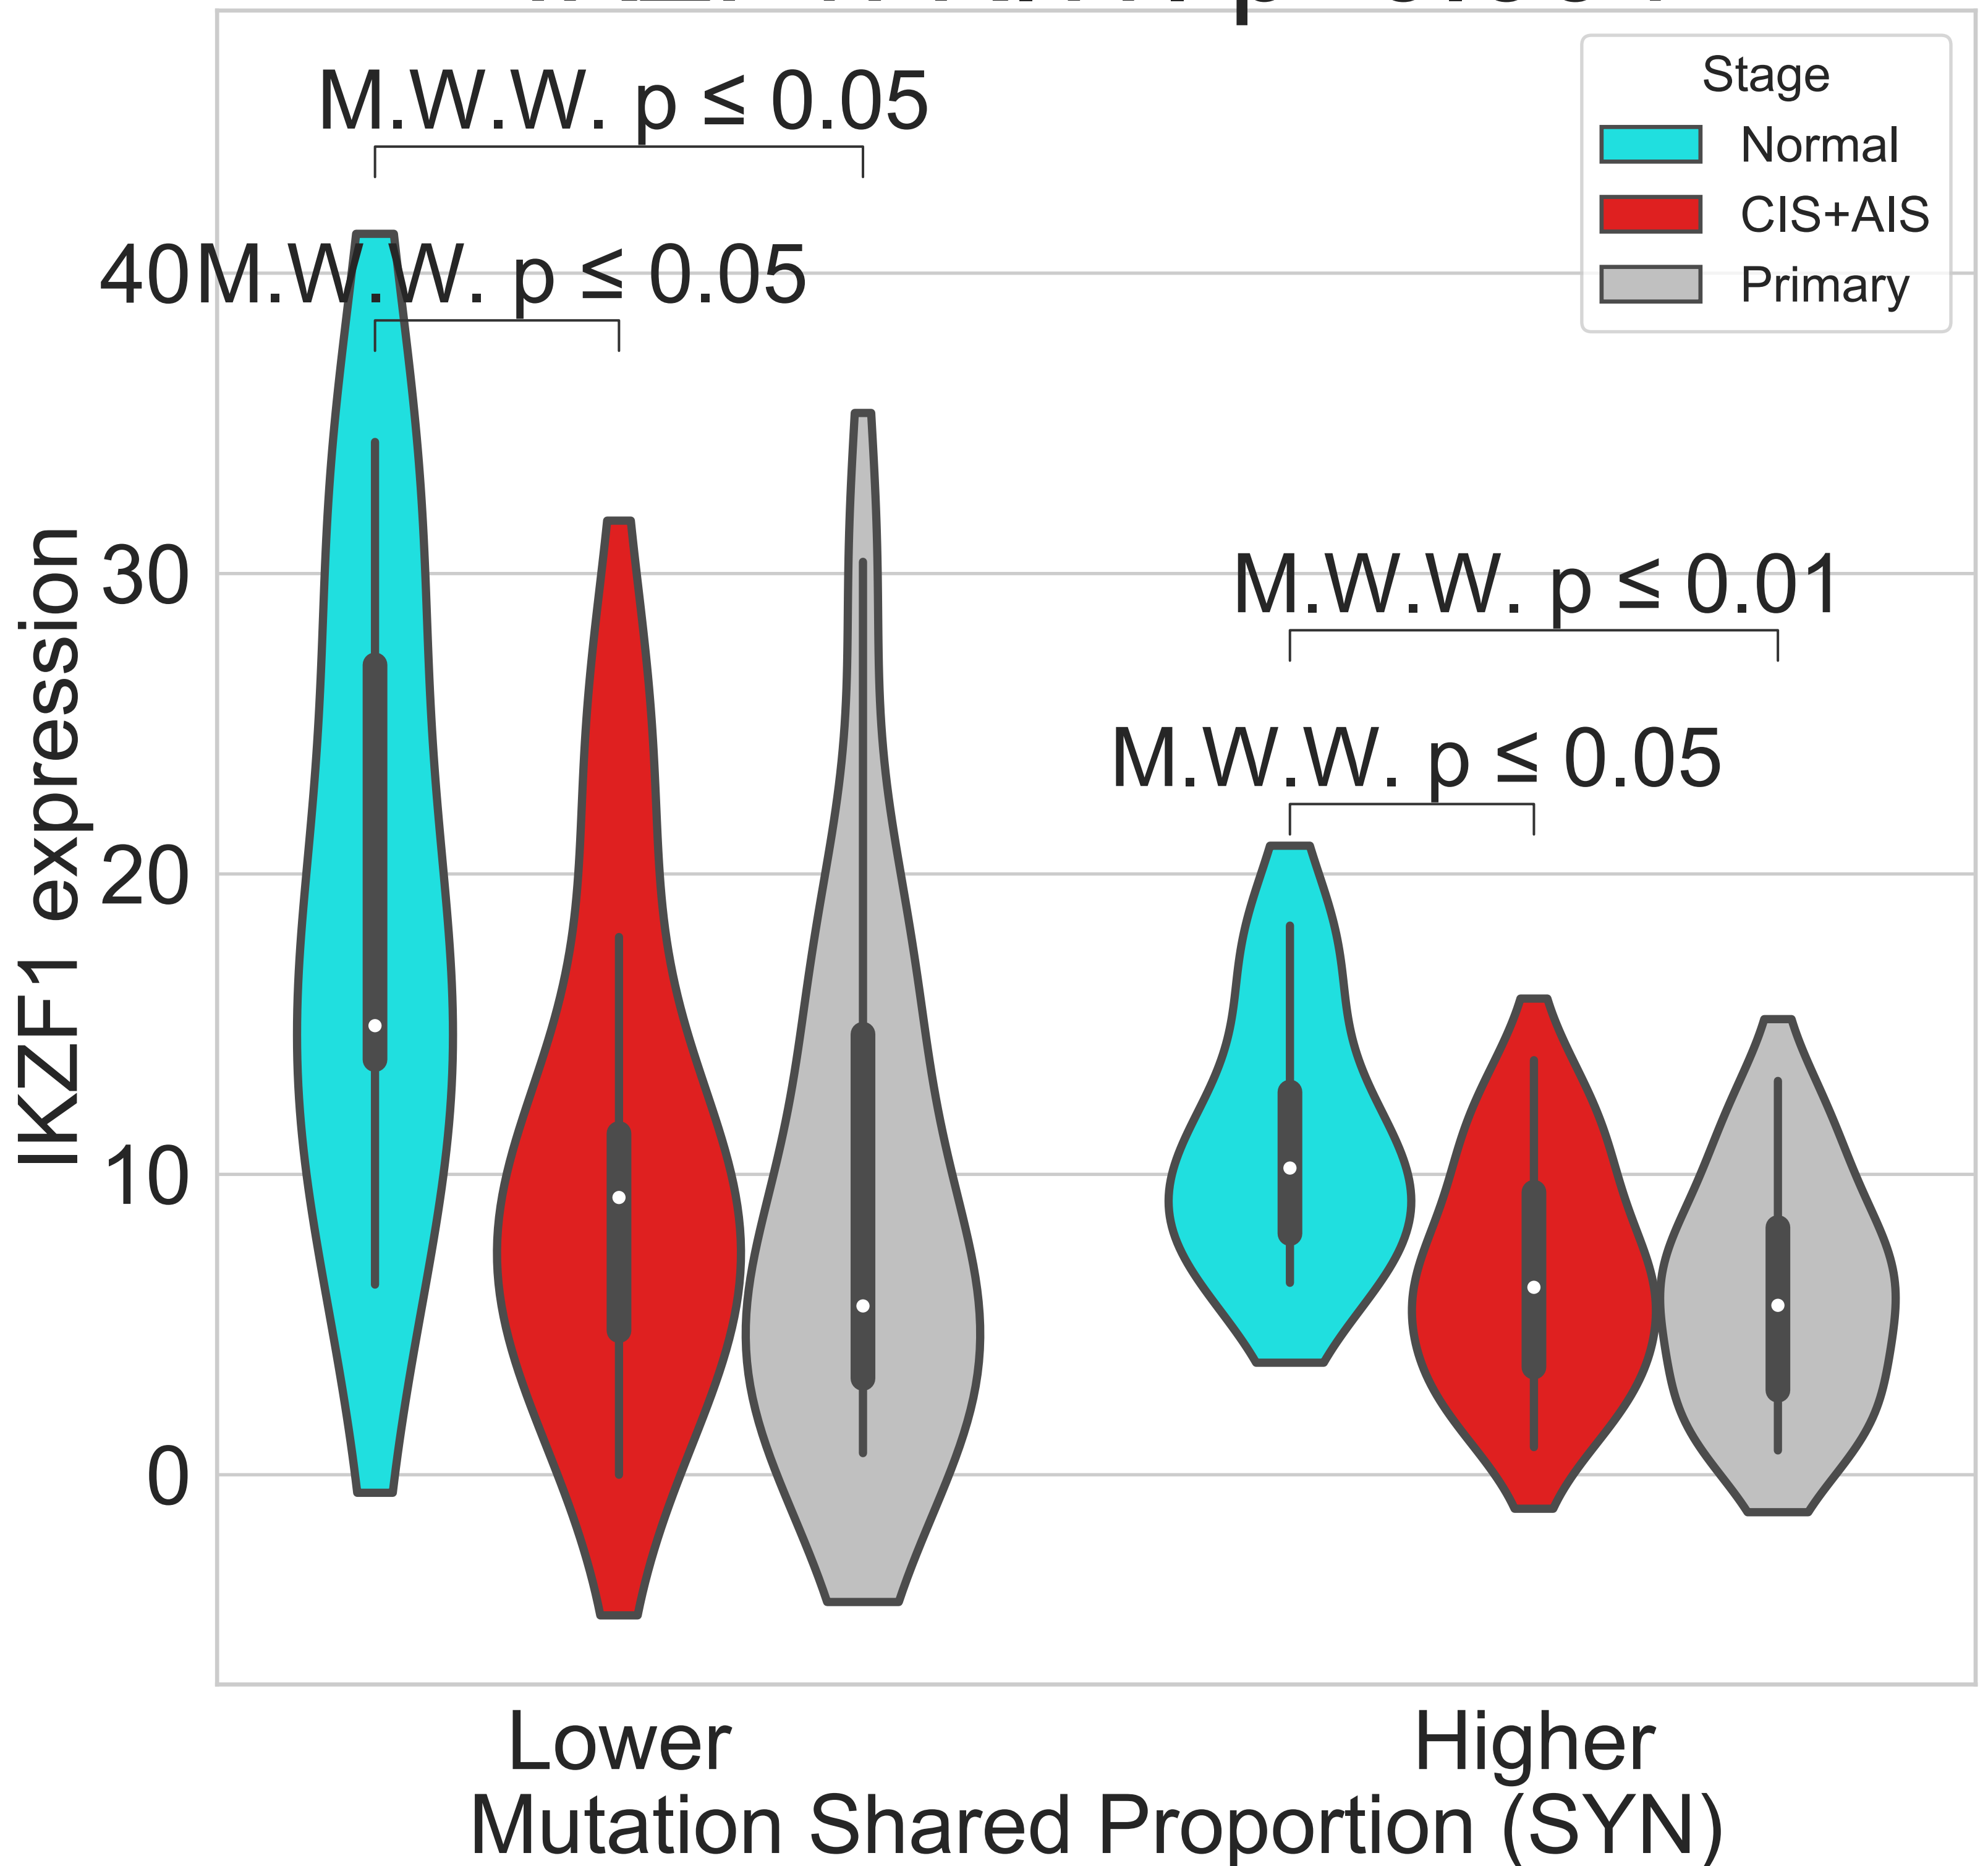 Stage
Normal
CIS+AIS
Primary
M.W.W. p ≤ 0.05
M.W.W. p ≤ 0.05
M.W.W. p ≤ 0.01
M.W.W. p ≤ 0.05
40
30
20
10
0
IKZF1 expression
Lower
Higher
Mutation Shared Proportion (SYN)